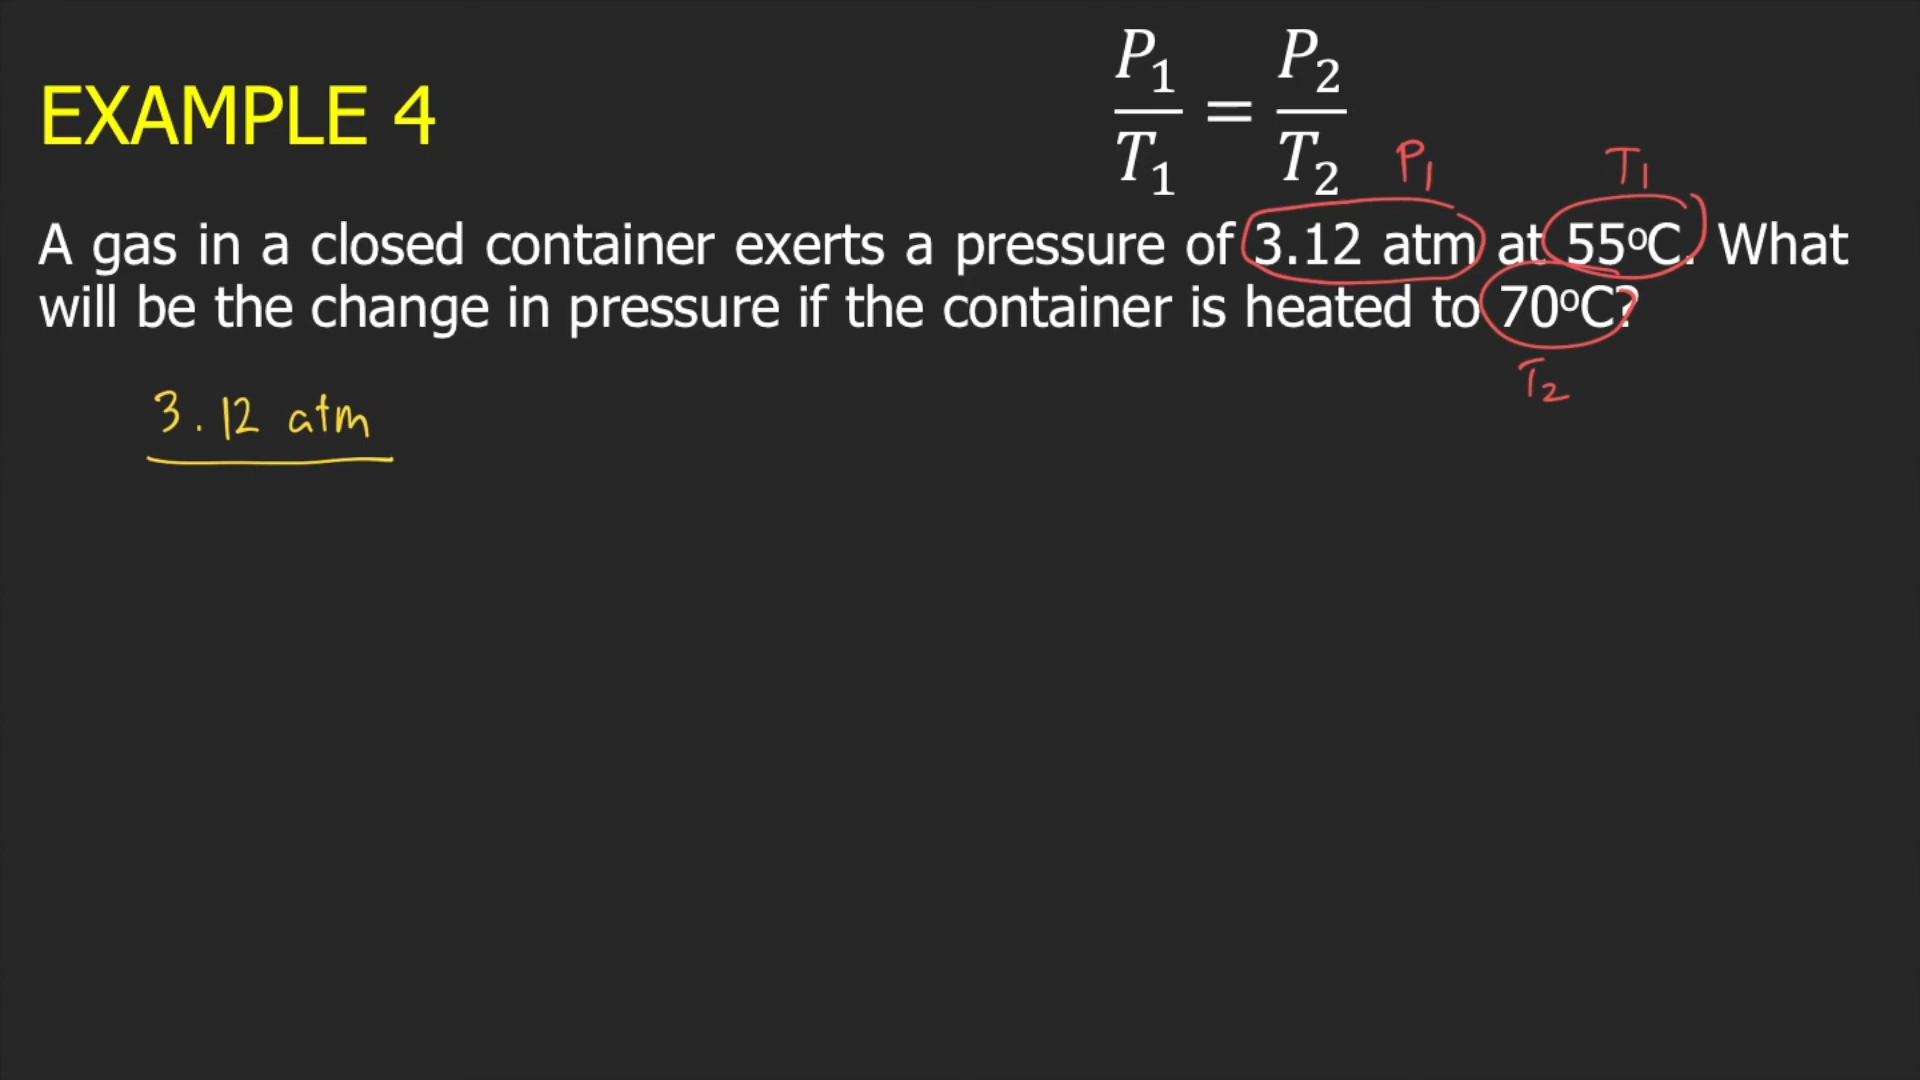 EXAMPLE 4
P₁/T₁ = P₂/T₂
P₁ T₁
A gas in a closed container exerts a pressure of 3.12 atm at 55ºC. What
will be the change in pressure if the container is heated to 70ºC?
T₂
3.12 atm